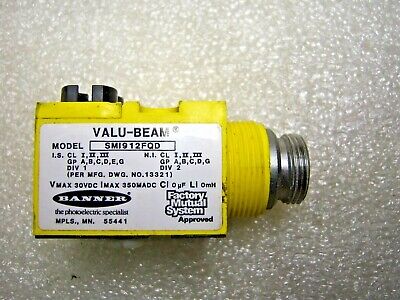 VALU-BEAM®
MODEL SMI912FQD
I.S. CL I,II,III N.I. CL I,II,III
GP A,B,C,D,E,G GP A,B,C,D,G
DIV 1 DIV 2
(PER MFG. DWG. NO.13321)
VMAX 30VDC IMAX 350MADC CI 0µF LI 0mH
BANNER
the photoelectric specialist
MPLS., MN. 55441
Factory
Mutual
System
Approved